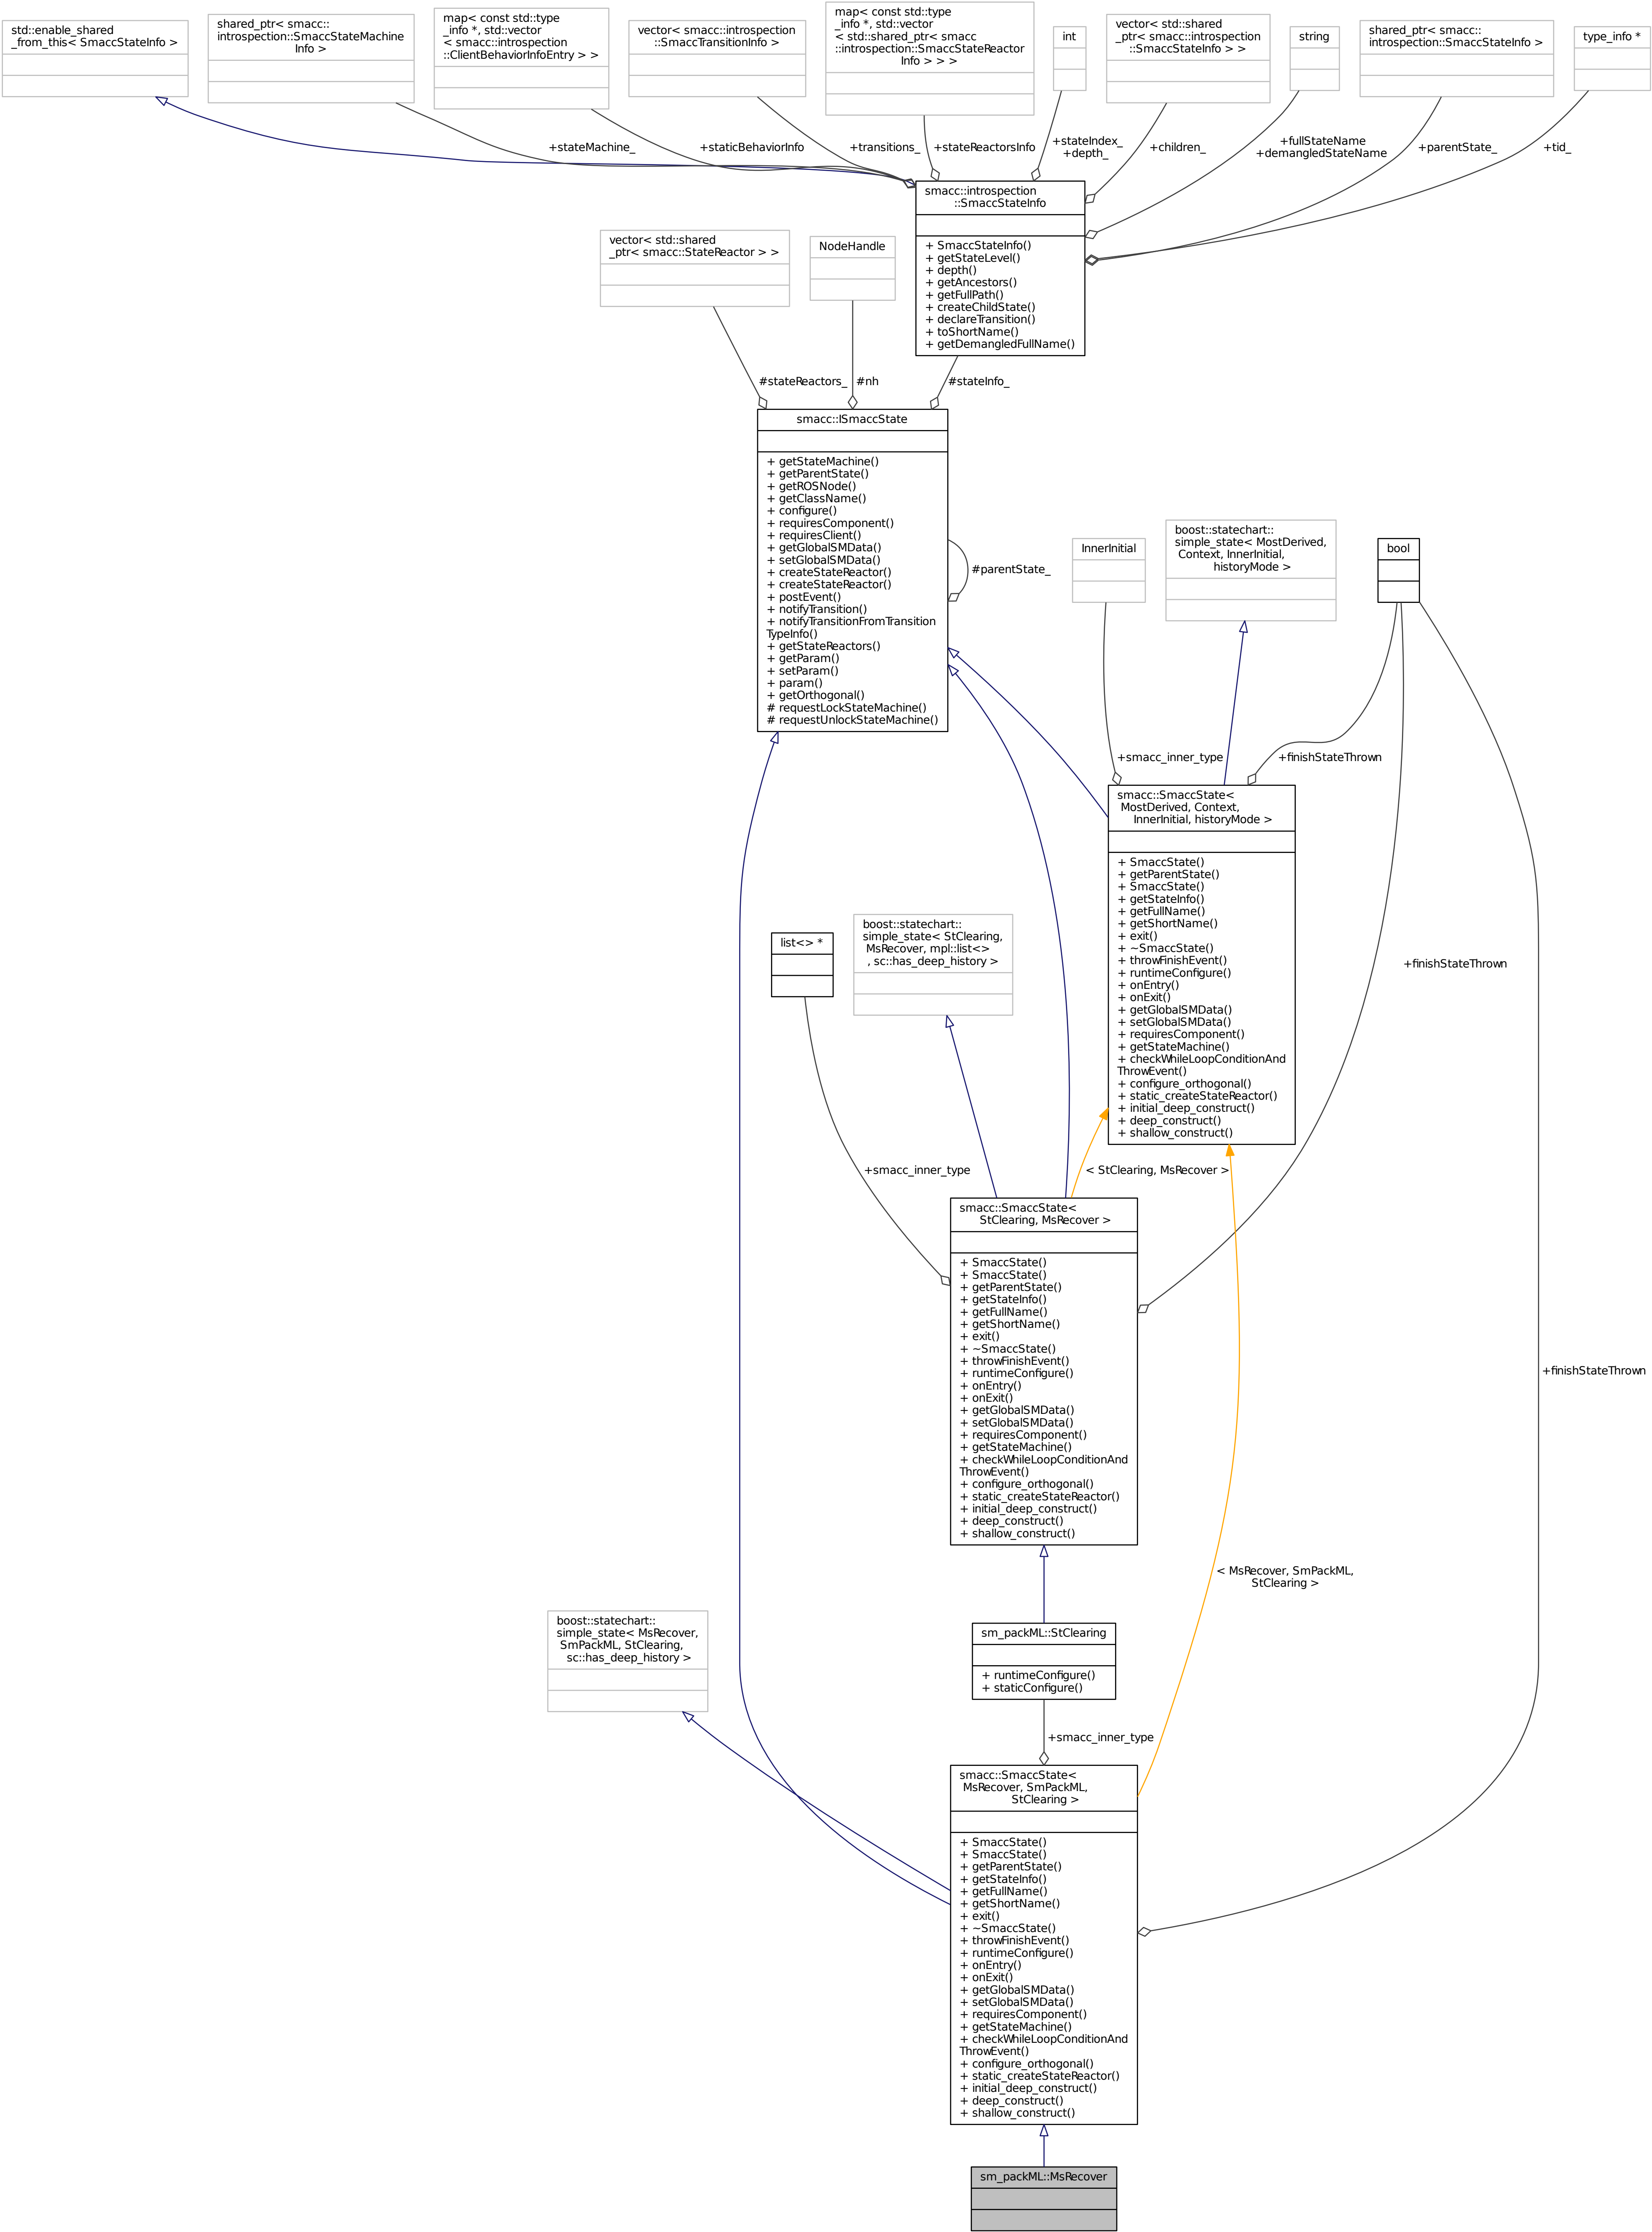 std::enable_shared
_from_this< SmaccStateInfo >
shared_ptr< smacc::
introspection::SmaccStateMachine
Info >
map< const std::type
_info *, std::vector
< smacc::introspection
::ClientBehaviorInfoEntry > >
vector< smacc::introspection
::SmaccTransitionInfo >
map< const std::type
_info *, std::vector
< std::shared_ptr< smacc
::introspection::SmaccStateReactor
Info > > >
int
vector< std::shared
_ptr< smacc::introspection
::SmaccStateInfo > >
string
shared_ptr< smacc::
introspection::SmaccStateInfo >
type_info *
+stateMachine_
+staticBehaviorInfo
+transitions_
+stateReactorsInfo
+stateIndex_
+depth_
+children_
+fullStateName
+demangledStateName
+parentState_
+tid_
smacc::introspection
::SmaccStateInfo
+ SmaccStateInfo()
+ getStateLevel()
+ depth()
+ getAncestors()
+ getFullPath()
+ createChildState()
+ declareTransition()
+ toShortName()
+ getDemangledFullName()
vector< std::shared
_ptr< smacc::StateReactor > >
NodeHandle
#stateReactors_
#nh
#stateInfo_
smacc::ISmaccState
+ getStateMachine()
+ getParentState()
+ getROSNode()
+ getClassName()
+ configure()
+ requiresComponent()
+ requiresClient()
+ getGlobalSMData()
+ setGlobalSMData()
+ createStateReactor()
+ createStateReactor()
+ postEvent()
+ notifyTransition()
+ notifyTransitionFromTransition
TypeInfo()
+ getStateReactors()
+ getParam()
+ setParam()
+ param()
+ getOrthogonal()
# requestLockStateMachine()
# requestUnlockStateMachine()
#parentState_
InnerInitial
boost::statechart::
simple_state< MostDerived,
Context, InnerInitial,
historyMode >
bool
+smacc_inner_type
+finishStateThrown
smacc::SmaccState<
MostDerived, Context,
InnerInitial, historyMode >
+ SmaccState()
+ getParentState()
+ SmaccState()
+ getStateInfo()
+ getFullName()
+ getShortName()
+ exit()
+ ~SmaccState()
+ throwFinishEvent()
+ runtimeConfigure()
+ onEntry()
+ onExit()
+ getGlobalSMData()
+ setGlobalSMData()
+ requiresComponent()
+ getStateMachine()
+ checkWhileLoopConditionAnd
ThrowEvent()
+ configure_orthogonal()
+ static_createStateReactor()
+ initial_deep_construct()
+ deep_construct()
+ shallow_construct()
list<> *
boost::statechart::
simple_state< StClearing,
MsRecover, mpl::list<>
, sc::has_deep_history >
+finishStateThrown
+smacc_inner_type
< StClearing, MsRecover >
smacc::SmaccState<
StClearing, MsRecover >
+ SmaccState()
+ SmaccState()
+ getParentState()
+ getStateInfo()
+ getFullName()
+ getShortName()
+ exit()
+ ~SmaccState()
+ throwFinishEvent()
+ runtimeConfigure()
+ onEntry()
+ onExit()
+ getGlobalSMData()
+ setGlobalSMData()
+ requiresComponent()
+ getStateMachine()
+ checkWhileLoopConditionAnd
ThrowEvent()
+ configure_orthogonal()
+ static_createStateReactor()
+ initial_deep_construct()
+ deep_construct()
+ shallow_construct()
+finishStateThrown
< MsRecover, SmPackML,
StClearing >
boost::statechart::
simple_state< MsRecover,
SmPackML, StClearing,
sc::has_deep_history >
sm_packML::StClearing
+ runtimeConfigure()
+ staticConfigure()
+smacc_inner_type
smacc::SmaccState<
MsRecover, SmPackML,
StClearing >
+ SmaccState()
+ SmaccState()
+ getParentState()
+ getStateInfo()
+ getFullName()
+ getShortName()
+ exit()
+ ~SmaccState()
+ throwFinishEvent()
+ runtimeConfigure()
+ onEntry()
+ onExit()
+ getGlobalSMData()
+ setGlobalSMData()
+ requiresComponent()
+ getStateMachine()
+ checkWhileLoopConditionAnd
ThrowEvent()
+ configure_orthogonal()
+ static_createStateReactor()
+ initial_deep_construct()
+ deep_construct()
+ shallow_construct()
sm_packML::MsRecover